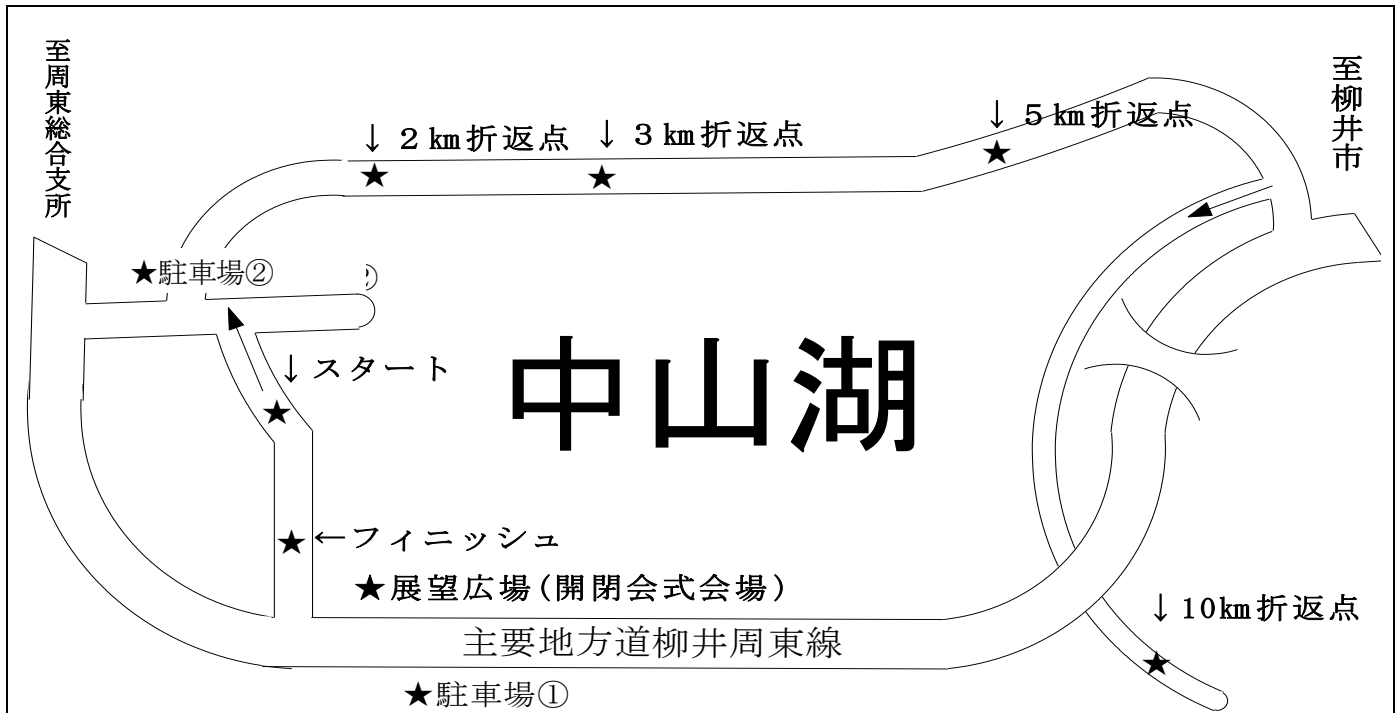 至周東総合支所
至柳井市
↓５㎞折返点
↓２㎞折返点
↓３㎞折返点
★駐車場②
↓スタート
中山湖
←フィニッシュ
★展望広場(開閉会式会場)
↓10㎞折返点
主要地方道柳井周東線
★駐車場①